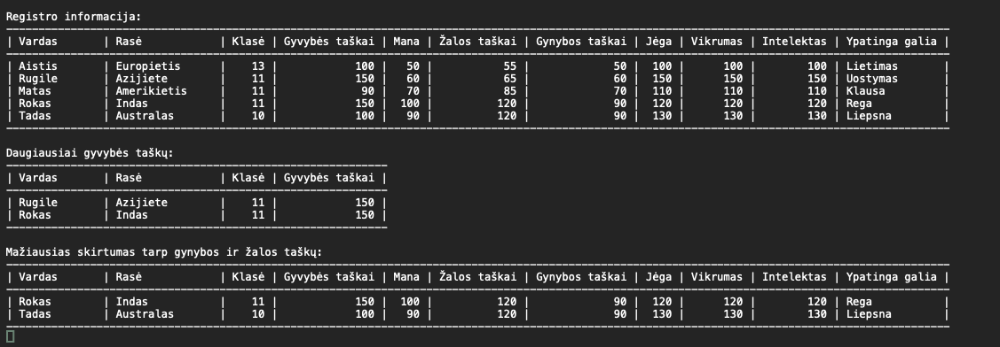 Registro informacija:
| Vardas | Rasė | Klasė | Gyvybės taškai | Mana | Žalos taškai | Gynybos taškai | Jėga | Vikrumas | Intelektas | Ypatinga galia |
| Aistis | Europietis | 13 | 100 | 50 | 55 | 50 | 100 | 100 | 100 | Lietimas |
| Rugile | Azijiete | 11 | 150 | 60 | 65 | 60 | 150 | 150 | 150 | Uostymas |
| Matas | Amerikietis | 11 | 90 | 70 | 85 | 70 | 110 | 110 | 110 | Klausa |
| Rokas | Indas | 11 | 150 | 100 | 120 | 90 | 120 | 120 | 120 | Rega |
| Tadas | Australas | 10 | 100 | 90 | 120 | 90 | 130 | 130 | 130 | Liepsna |
Daugiausiai gyvybės taškų:
| Vardas | Rasė | Klasė | Gyvybės taškai |
| Rugile | Azijiete | 11 | 150 |
| Rokas | Indas | 11 | 150 |
Mažiausias skirtumas tarp gynybos ir žalos taškų:
| Vardas | Rasė | Klasė | Gyvybės taškai | Mana | Žalos taškai | Gynybos taškai | Jėga | Vikrumas | Intelektas | Ypatinga galia |
| Rokas | Indas | 11 | 150 | 100 | 120 | 90 | 120 | 120 | 120 | Rega |
| Tadas | Australas | 10 | 100 | 90 | 120 | 90 | 130 | 130 | 130 | Liepsna |